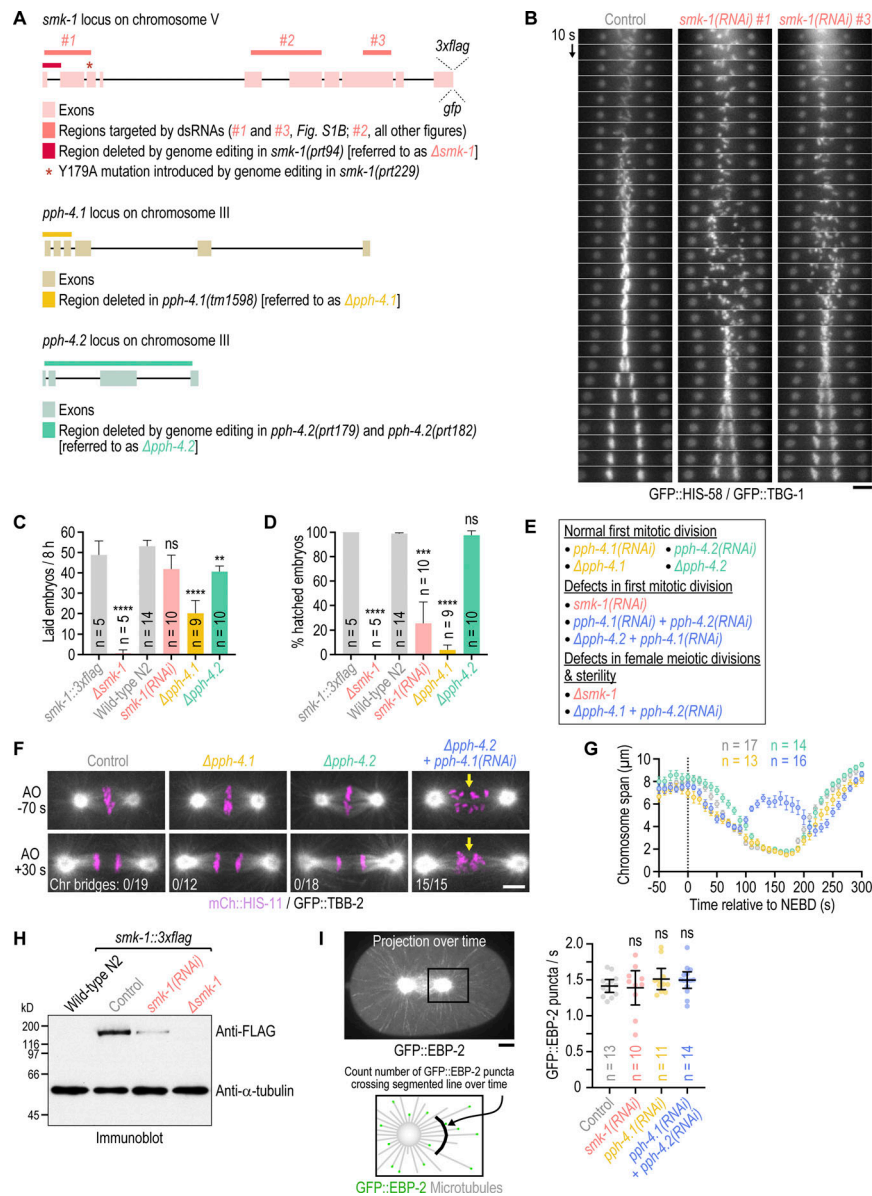 A
smk-1 locus on chromosome V
#1
#2
#3
3xflag
*
gfp
Exons
Regions targeted by dsRNAs (#1 and #3, Fig. S1B; #2, all other figures)
Region deleted by genome editing in smk-1(prt94) [referred to as Δsmk-1]
* Y179A mutation introduced by genome editing in smk-1(prt229)
pph-4.1 locus on chromosome III
Exons
Region deleted in pph-4.1(tm1598) [referred to as Δpph-4.1]
pph-4.2 locus on chromosome III
Exons
Region deleted by genome editing in pph-4.2(prt179) and pph-4.2(prt182)
[referred to as Δpph-4.2]
B
Control
smk-1(RNAi) #1
smk-1(RNAi) #3
10 s
GFP::HIS-58 / GFP::TBG-1
C
Laid embryos / 8 h
60
50
40
30
20
10
0
n = 5
**** n = 5
n = 14
ns n = 10
**** n = 9
** n = 10
smk-1::3xflag
Δsmk-1
Wild-type N2
smk-1(RNAi)
Δpph-4.1
Δpph-4.2
D
% hatched embryos
100
80
60
40
20
0
n = 5
**** n = 5
n = 14
*** n = 10
**** n = 9
ns n = 10
smk-1::3xflag
Δsmk-1
Wild-type N2
smk-1(RNAi)
Δpph-4.1
Δpph-4.2
E
Normal first mitotic division
• pph-4.1(RNAi) • pph-4.2(RNAi)
• Δpph-4.1 • Δpph-4.2
Defects in first mitotic division
• smk-1(RNAi)
• pph-4.1(RNAi) + pph-4.2(RNAi)
• Δpph-4.2 + pph-4.1(RNAi)
Defects in female meiotic divisions
& sterility
• Δsmk-1
• Δpph-4.1 + pph-4.2(RNAi)
F
Control
Δpph-4.1
Δpph-4.2
Δpph-4.2
+ pph-4.1(RNAi)
AO
-70 s
AO
+30 s
Chr bridges: 0/19
0/12
0/18
15/15
mCh::HIS-11 / GFP::TBB-2
G
n = 17 n = 14
n = 13 n = 16
Chromosome span (μm)
10
8
6
4
2
0
-50 0 50 100 150 200 250 300
Time relative to NEBD (s)
H
smk-1::3xflag
Wild-type N2
Control
smk-1(RNAi)
Δsmk-1
kD
200
116
97
66
45
Anti-FLAG
Anti-α-tubulin
Immunoblot
I
Projection over time
GFP::EBP-2
Count number of GFP::EBP-2 puncta
crossing segmented line over time
GFP::EBP-2 Microtubules
GFP::EBP-2 puncta / s
2.0
1.5
1.0
0.5
0
ns
ns
ns
n = 13
n = 10
n = 11
n = 14
Control
smk-1(RNAi)
pph-4.1(RNAi)
pph-4.1(RNAi)
+ pph-4.2(RNAi)